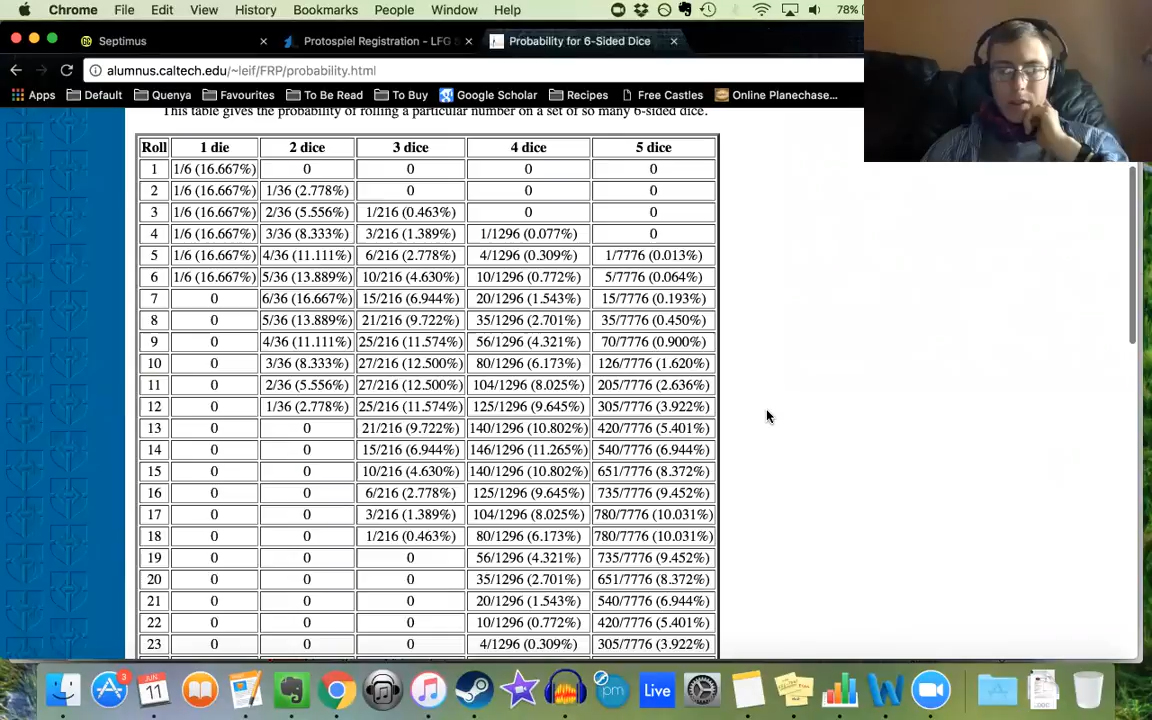 Chrome File Edit View History Bookmarks People Window Help 78%
Septimus × Protospiel Registration – LFG × Probability for 6-Sided Dice ×
alumnus.caltech.edu/~leif/FRP/probability.html
Apps Default Quenya Favourites To Be Read To Buy Google Scholar Recipes Free Castles Online Planechase...
This table gives the probability of rolling a particular number on a set of so many 6-sided dice.
Roll 1 die 2 dice 3 dice 4 dice 5 dice
1 1/6 (16.667%) 0 0 0 0
2 1/6 (16.667%) 1/36 (2.778%) 0 0 0
3 1/6 (16.667%) 2/36 (5.556%) 1/216 (0.463%) 0 0
4 1/6 (16.667%) 3/36 (8.333%) 3/216 (1.389%) 1/1296 (0.077%) 0
5 1/6 (16.667%) 4/36 (11.111%) 6/216 (2.778%) 4/1296 (0.309%) 1/7776 (0.013%)
6 1/6 (16.667%) 5/36 (13.889%) 10/216 (4.630%) 10/1296 (0.772%) 5/7776 (0.064%)
7 0 6/36 (16.667%) 15/216 (6.944%) 20/1296 (1.543%) 15/7776 (0.193%)
8 0 5/36 (13.889%) 21/216 (9.722%) 35/1296 (2.701%) 35/7776 (0.450%)
9 0 4/36 (11.111%) 25/216 (11.574%) 56/1296 (4.321%) 70/7776 (0.900%)
10 0 3/36 (8.333%) 27/216 (12.500%) 80/1296 (6.173%) 126/7776 (1.620%)
11 0 2/36 (5.556%) 27/216 (12.500%) 104/1296 (8.025%) 205/7776 (2.636%)
12 0 1/36 (2.778%) 25/216 (11.574%) 125/1296 (9.645%) 305/7776 (3.922%)
13 0 0 21/216 (9.722%) 140/1296 (10.802%) 420/7776 (5.401%)
14 0 0 15/216 (6.944%) 146/1296 (11.265%) 540/7776 (6.944%)
15 0 0 10/216 (4.630%) 140/1296 (10.802%) 651/7776 (8.372%)
16 0 0 6/216 (2.778%) 125/1296 (9.645%) 735/7776 (9.452%)
17 0 0 3/216 (1.389%) 104/1296 (8.025%) 780/7776 (10.031%)
18 0 0 1/216 (0.463%) 80/1296 (6.173%) 780/7776 (10.031%)
19 0 0 0 56/1296 (4.321%) 735/7776 (9.452%)
20 0 0 0 35/1296 (2.701%) 651/7776 (8.372%)
21 0 0 0 20/1296 (1.543%) 540/7776 (6.944%)
22 0 0 0 10/1296 (0.772%) 420/7776 (5.401%)
23 0 0 0 4/1296 (0.309%) 305/7776 (3.922%)
3
JUN
11
pm
Live